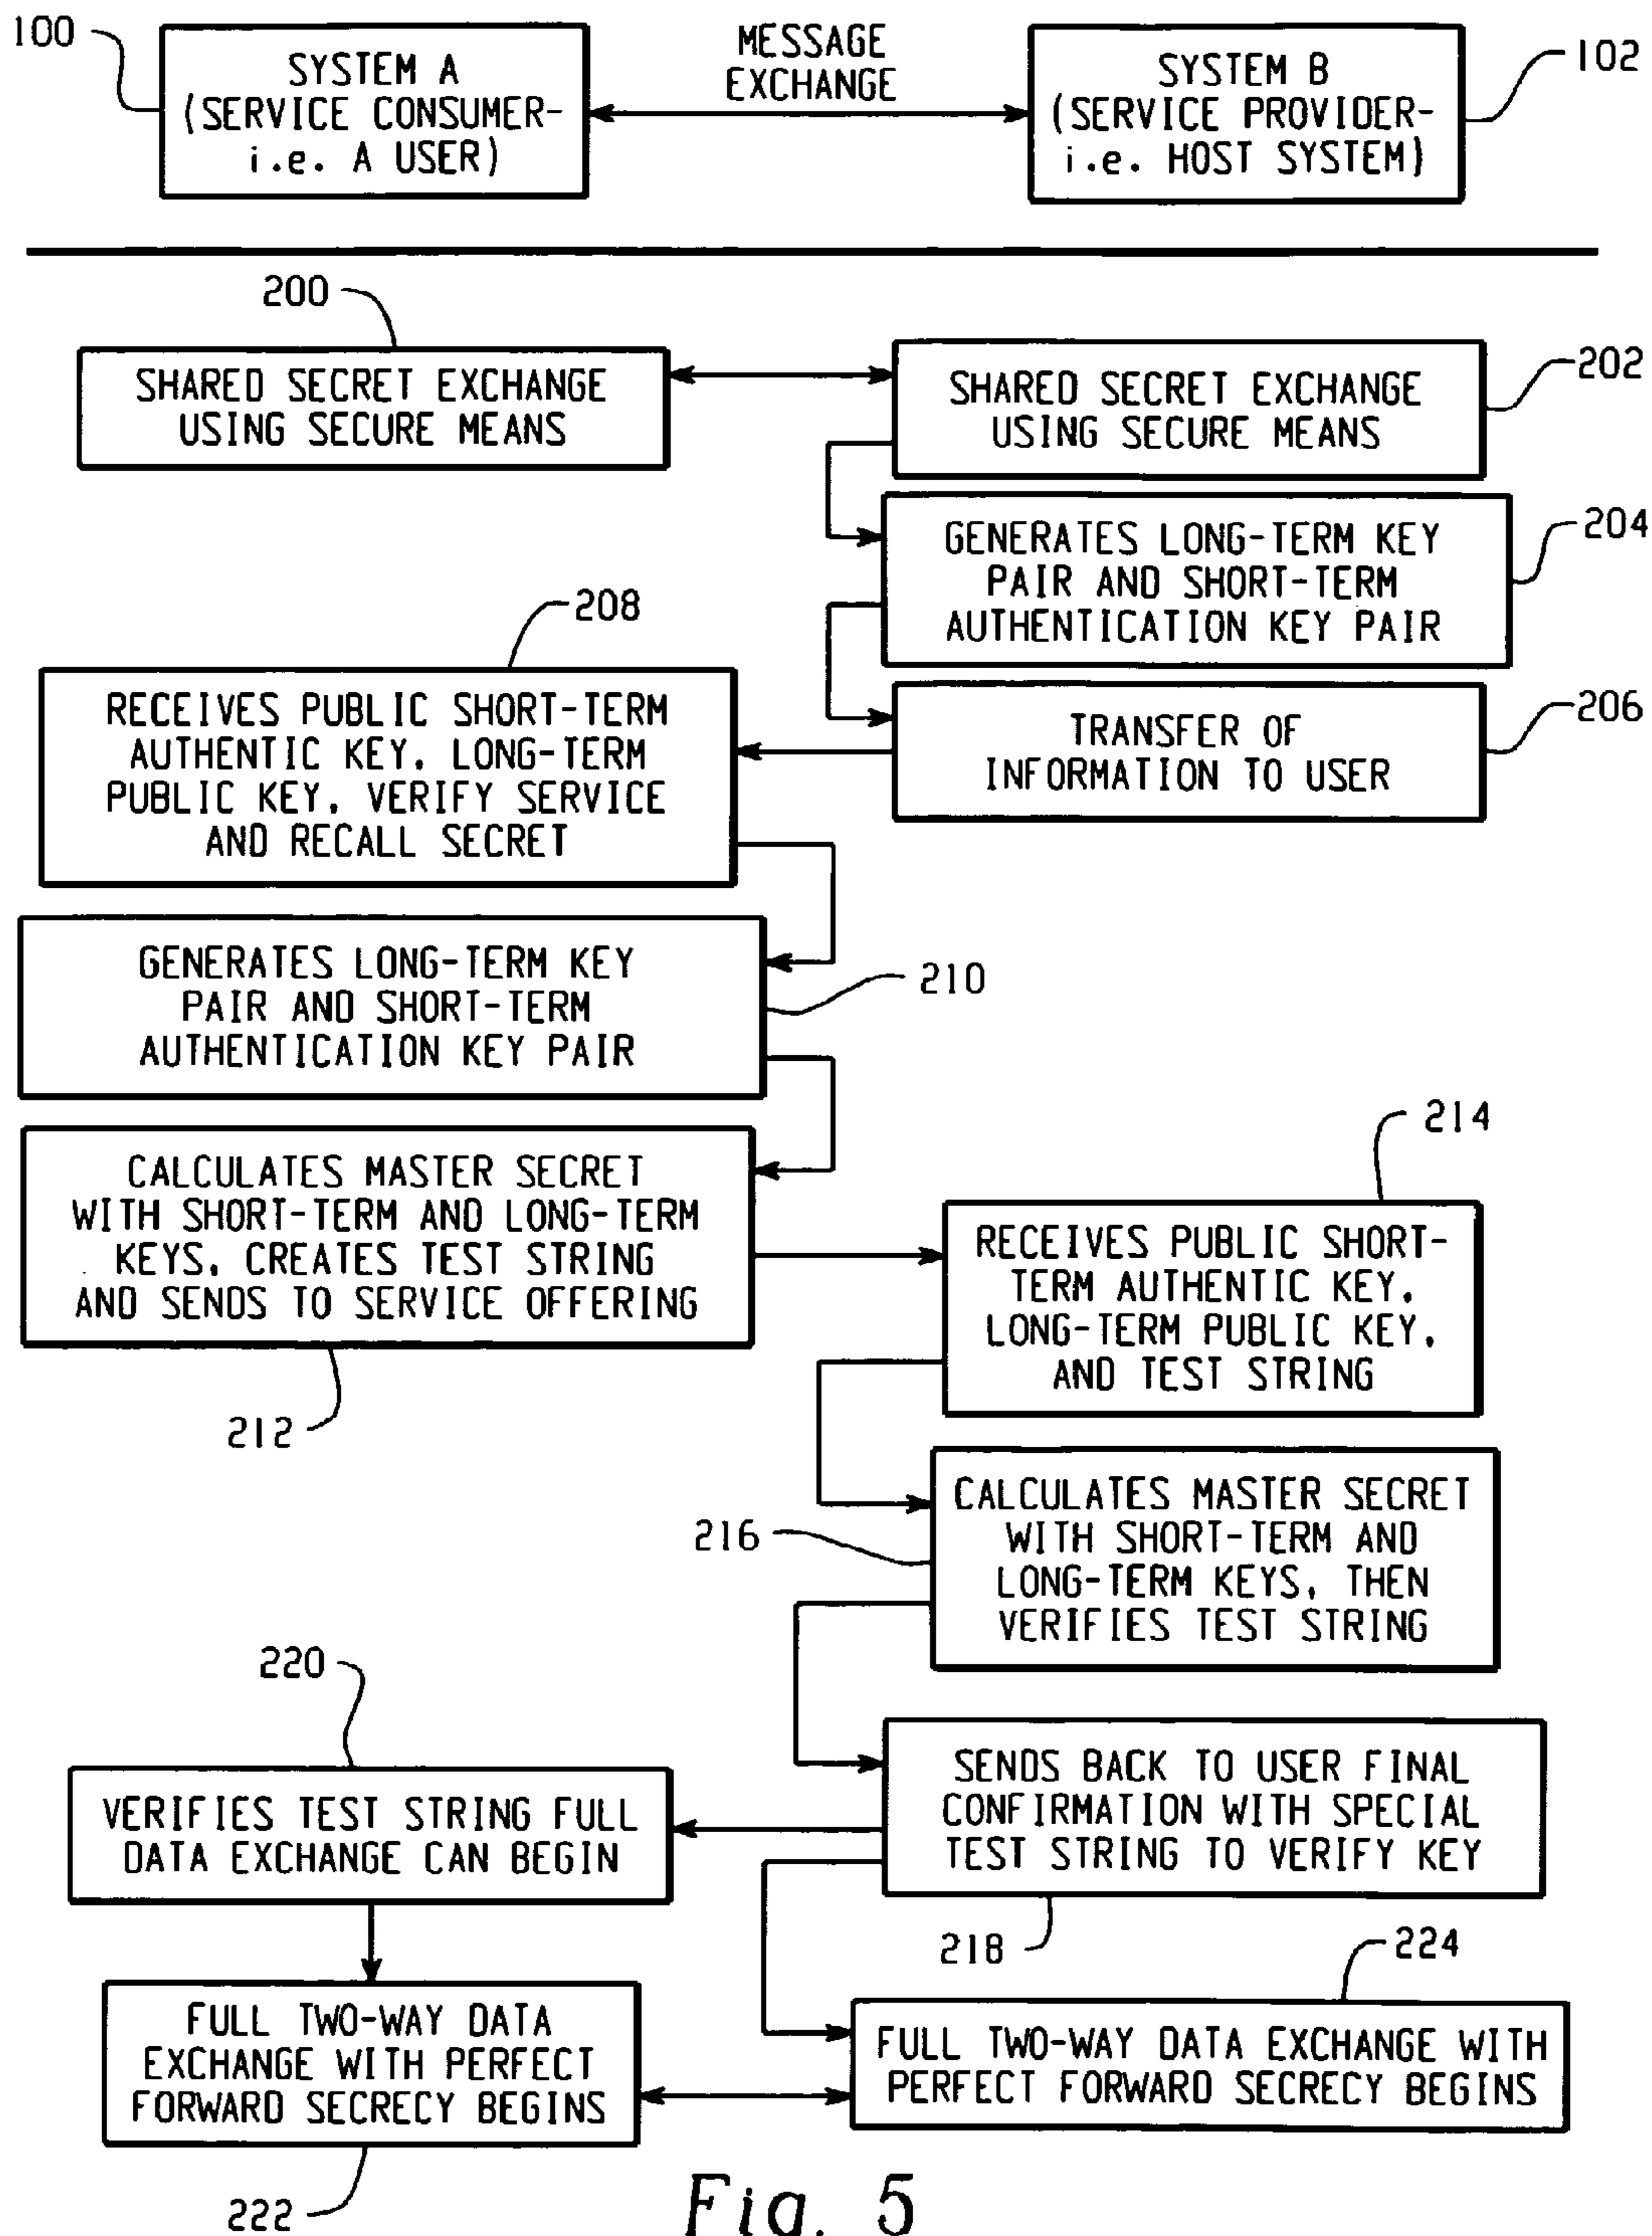 100
SYSTEM A
(SERVICE CONSUMER-
i.e. A USER)
MESSAGE
EXCHANGE
SYSTEM B
(SERVICE PROVIDER-
i.e. HOST SYSTEM)
102
200
SHARED SECRET EXCHANGE
USING SECURE MEANS
SHARED SECRET EXCHANGE
USING SECURE MEANS
202
GENERATES LONG-TERM KEY
PAIR AND SHORT-TERM
AUTHENTICATION KEY PAIR
204
TRANSFER OF
INFORMATION TO USER
206
208
RECEIVES PUBLIC SHORT-TERM
AUTHENTIC KEY, LONG-TERM
PUBLIC KEY, VERIFY SERVICE
AND RECALL SECRET
GENERATES LONG-TERM KEY
PAIR AND SHORT-TERM
AUTHENTICATION KEY PAIR
210
CALCULATES MASTER SECRET
WITH SHORT-TERM AND LONG-TERM
KEYS, CREATES TEST STRING
AND SENDS TO SERVICE OFFERING
212
214
RECEIVES PUBLIC SHORT-
TERM AUTHENTIC KEY,
LONG-TERM PUBLIC KEY,
AND TEST STRING
216
CALCULATES MASTER SECRET
WITH SHORT-TERM AND
LONG-TERM KEYS, THEN
VERIFIES TEST STRING
SENDS BACK TO USER FINAL
CONFIRMATION WITH SPECIAL
TEST STRING TO VERIFY KEY
218
220
VERIFIES TEST STRING FULL
DATA EXCHANGE CAN BEGIN
FULL TWO-WAY DATA
EXCHANGE WITH PERFECT
FORWARD SECRECY BEGINS
222
224
FULL TWO-WAY DATA EXCHANGE WITH
PERFECT FORWARD SECRECY BEGINS
Fig. 5